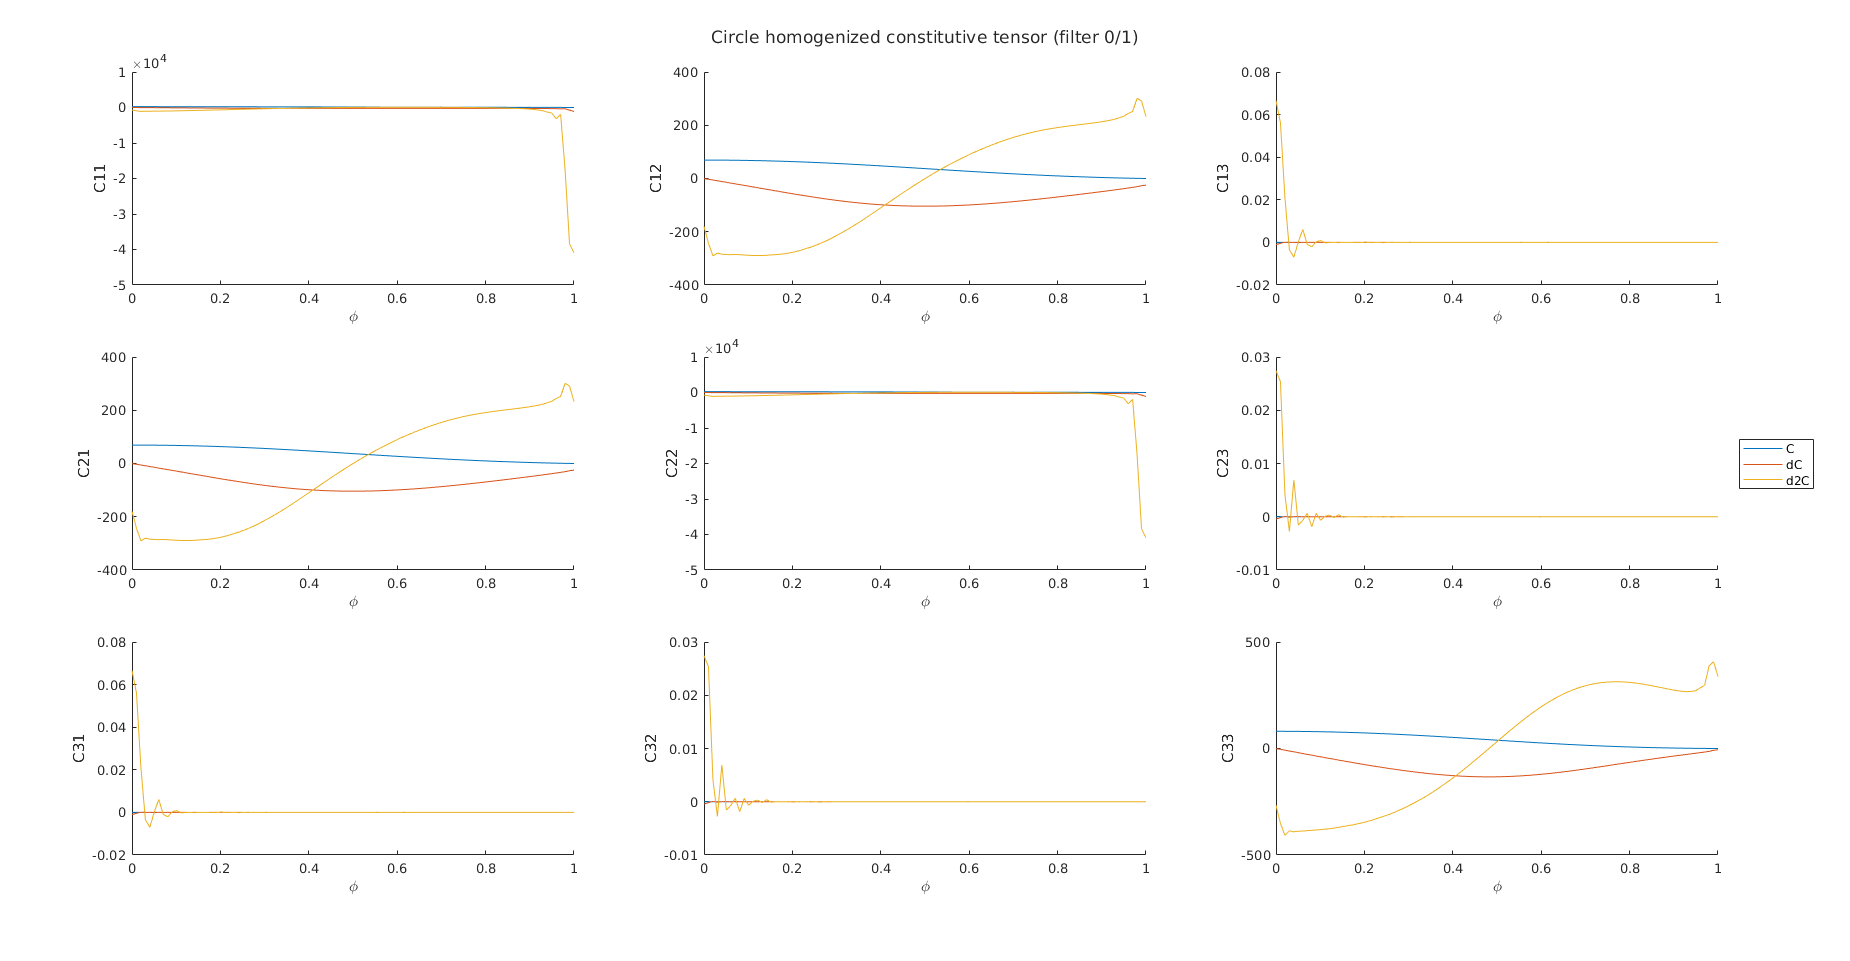 Circle homogenized constitutive tensor (filter 0/1)
×10⁴
1
0
-1
-2
-3
-4
-5
C11
0 0.2 0.4 0.6 0.8 1
ϕ
400
200
0
-200
-400
C12
0 0.2 0.4 0.6 0.8 1
ϕ
0.08
0.06
0.04
0.02
0
-0.02
C13
0 0.2 0.4 0.6 0.8 1
ϕ
400
200
0
-200
-400
C21
0 0.2 0.4 0.6 0.8 1
ϕ
×10⁴
1
0
-1
-2
-3
-4
-5
C22
0 0.2 0.4 0.6 0.8 1
ϕ
0.03
0.02
0.01
0
-0.01
C23
0 0.2 0.4 0.6 0.8 1
ϕ
C
dC
d2C
0.08
0.06
0.04
0.02
0
-0.02
C31
0 0.2 0.4 0.6 0.8 1
ϕ
0.03
0.02
0.01
0
-0.01
C32
0 0.2 0.4 0.6 0.8 1
ϕ
500
0
-500
C33
0 0.2 0.4 0.6 0.8 1
ϕ